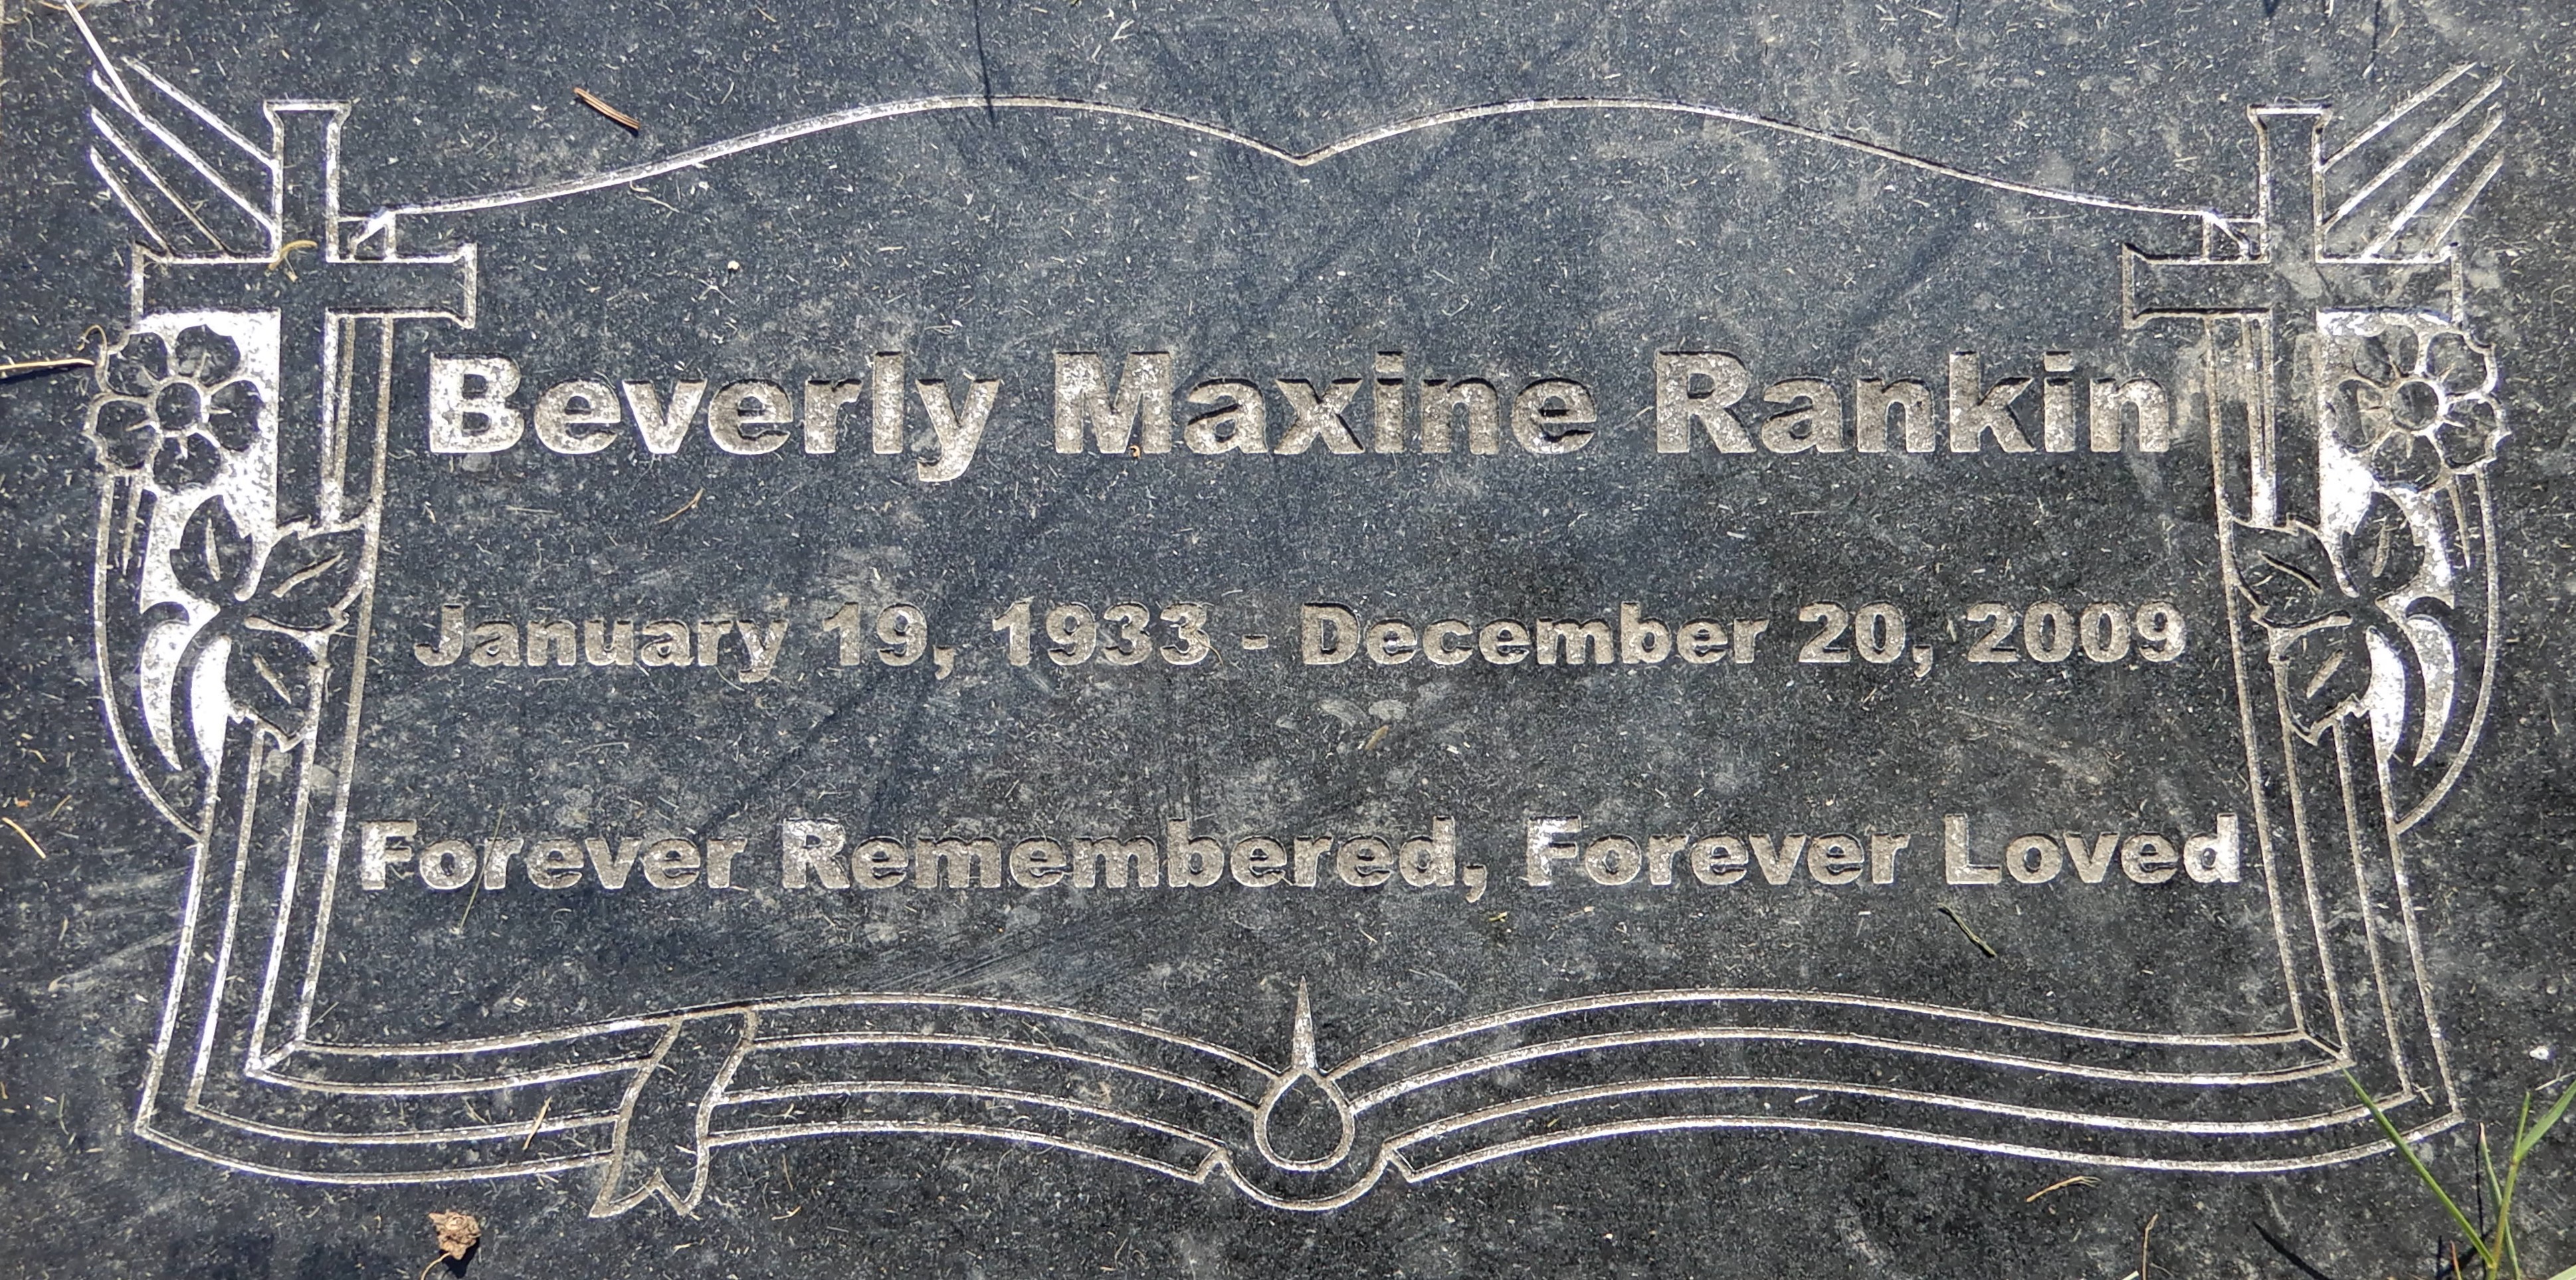 Beverly Maxine Rankin
January 19, 1933 - December 20, 2009
Forever Remembered, Forever Loved